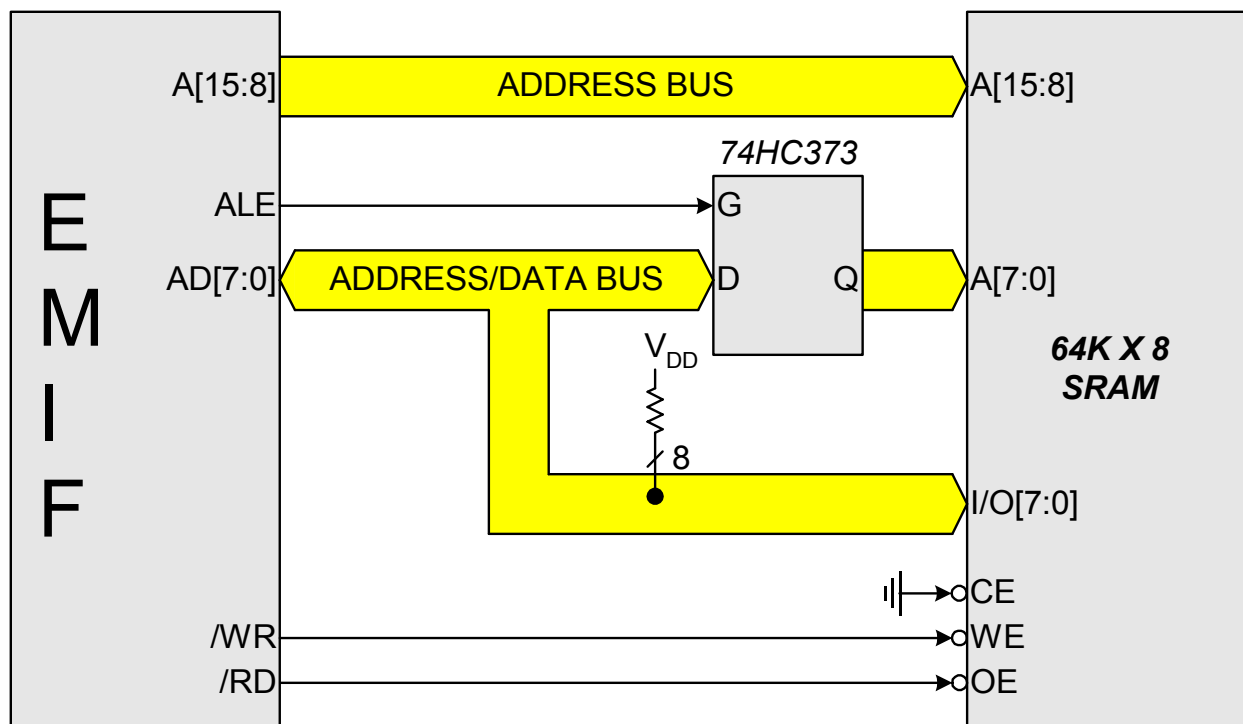 A[15:8]
ADDRESS BUS
A[15:8]
74HC373
ALE
G
E
M
I
F
AD[7:0]
ADDRESS/DATA BUS
D
Q
A[7:0]
VDD
64K X 8
SRAM
8
I/O[7:0]
CE
/WR
WE
/RD
OE